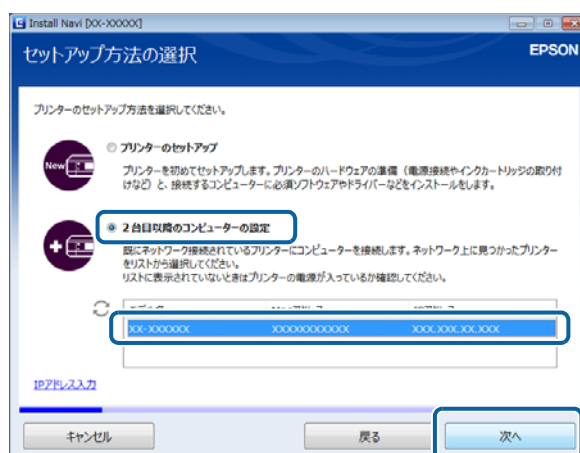 Install Navi [XX-XXXXX]
セットアップ方法の選択
EPSON
プリンターのセットアップ方法を選択してください。
New
プリンターのセットアップ
プリンターを初めてセットアップします。プリンターのハードウェアの準備（電源接続やインクカートリッジの取り付
けなど）と、接続するコンピューターに必須ソフトウェアやドライバーなどをインストールをします。
2台目以降のコンピューターの設定
既にネットワーク接続されているプリンターにコンピューターを接続します。ネットワーク上に見つかったプリンター
をリストから選択してください。
リストに表示されていないときはプリンターの電源が入っているか確認してください。
XX-XXXXXX XXXXXXXXXXX XXX.XXX.XX.XXX
IPアドレス入力
キャンセル
戻る
次へ